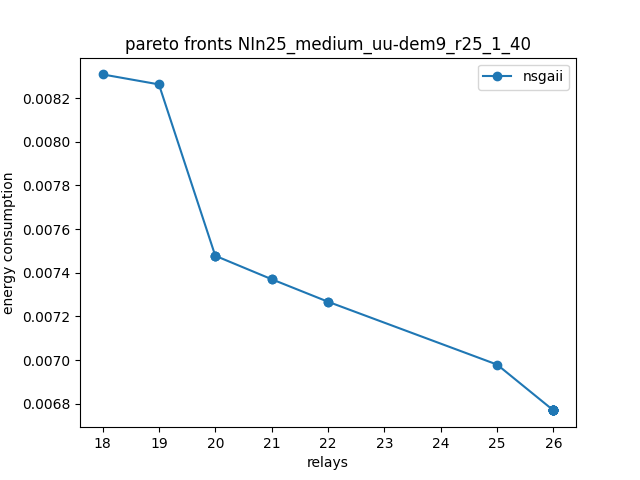 pareto fronts NIn25_medium_uu-dem9_r25_1_40
nsgaii
0.0082
0.0080
0.0078
0.0076
0.0074
0.0072
0.0070
0.0068
energy consumption
18 19 20 21 22 23 24 25 26
relays